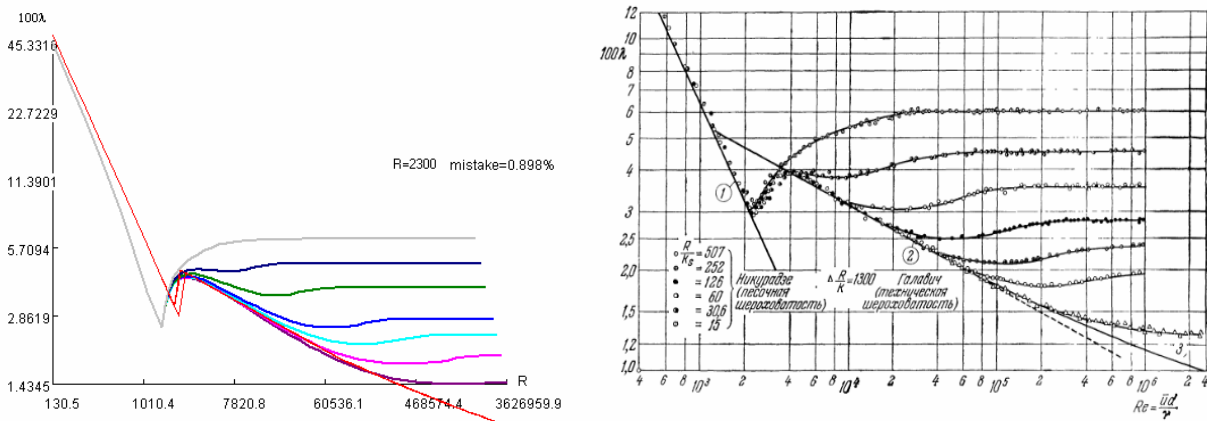 100λ
45.3316
22.7229
11.3901
5.7094
2.8619
1.4345
R=2300 mistake=0.898%
R
130.5 1010.4 7820.8 60536.1 468574.4 3626959.9
12
10
100λ
8
7
6
5
4
3
2,5
2,0
1,5
1,2
1,0
1
2
3
R/ks = 507
= 252
= 126
= 60
= 30,6
= 15
Никурадзе
(песочная
шероховатость)
R/k = 1300
Галавич
(техническая
шероховатость)
4 6 8 10³ 2 4 6 8 10⁴ 2 4 6 8 10⁵ 2 4 6 8 10⁶ 2
Re = ūd/ν